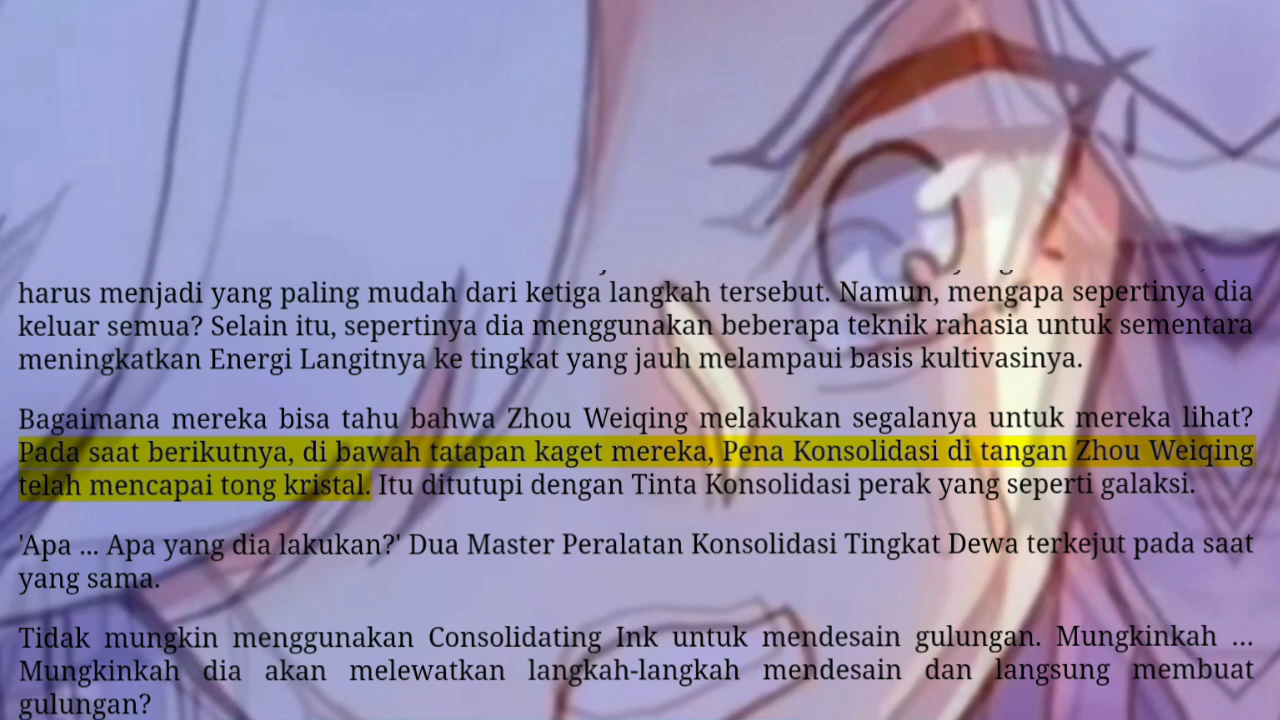 harus menjadi yang paling mudah dari ketiga langkah tersebut. Namun, mengapa sepertinya dia
keluar semua? Selain itu, sepertinya dia menggunakan beberapa teknik rahasia untuk sementara
meningkatkan Energi Langitnya ke tingkat yang jauh melampaui basis kultivasinya.
Bagaimana mereka bisa tahu bahwa Zhou Weiqing melakukan segalanya untuk mereka lihat?
Pada saat berikutnya, di bawah tatapan kaget mereka, Pena Konsolidasi di tangan Zhou Weiqing
telah mencapai tong kristal. Itu ditutupi dengan Tinta Konsolidasi perak yang seperti galaksi.
'Apa ... Apa yang dia lakukan?' Dua Master Peralatan Konsolidasi Tingkat Dewa terkejut pada saat
yang sama.
Tidak mungkin menggunakan Consolidating Ink untuk mendesain gulungan. Mungkinkah ...
Mungkinkah dia akan melewatkan langkah-langkah mendesain dan langsung membuat
gulungan?